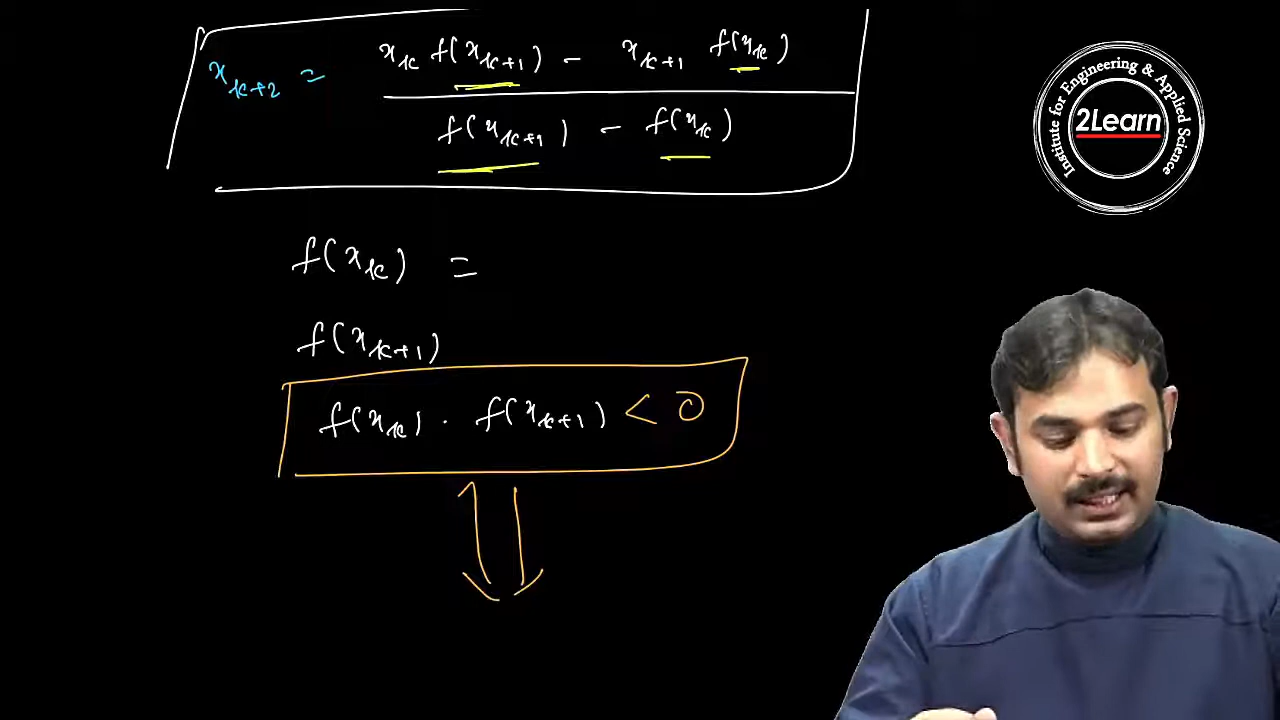 x_{k+2} = \frac{x_k f(x_{k+1}) - x_{k+1} f(x_k)}{f(x_{k+1}) - f(x_k)}
f(x_k) =
f(x_{k+1})
f(x_k) . f(x_{k+1}) < 0
2Learn
Institute for Engineering & Applied Science